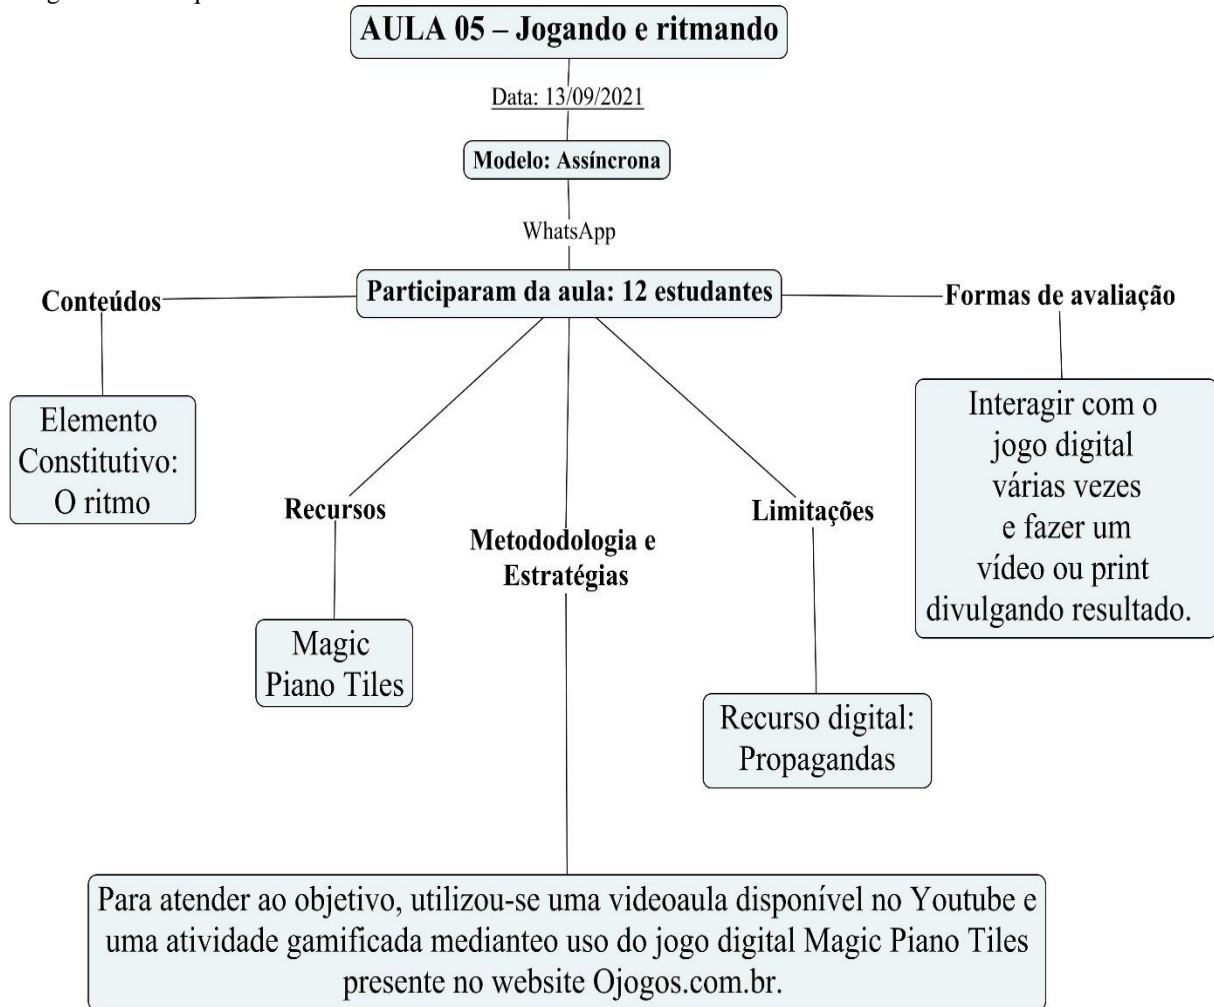 AULA 05 – Jogando e ritmando
Data: 13/09/2021
Modelo: Assíncrona
WhatsApp
Participaram da aula: 12 estudantes
Conteúdos
Elemento
Constitutivo:
O ritmo
Recursos
Magic
Piano Tiles
Metododologia e
Estratégias
Para atender ao objetivo, utilizou-se uma videoaula disponível no Youtube e
uma atividade gamificada medianteo uso do jogo digital Magic Piano Tiles
presente no website Ojogos.com.br.
Limitações
Recurso digital:
Propagandas
Formas de avaliação
Interagir com o
jogo digital
várias vezes
e fazer um
vídeo ou print
divulgando resultado.